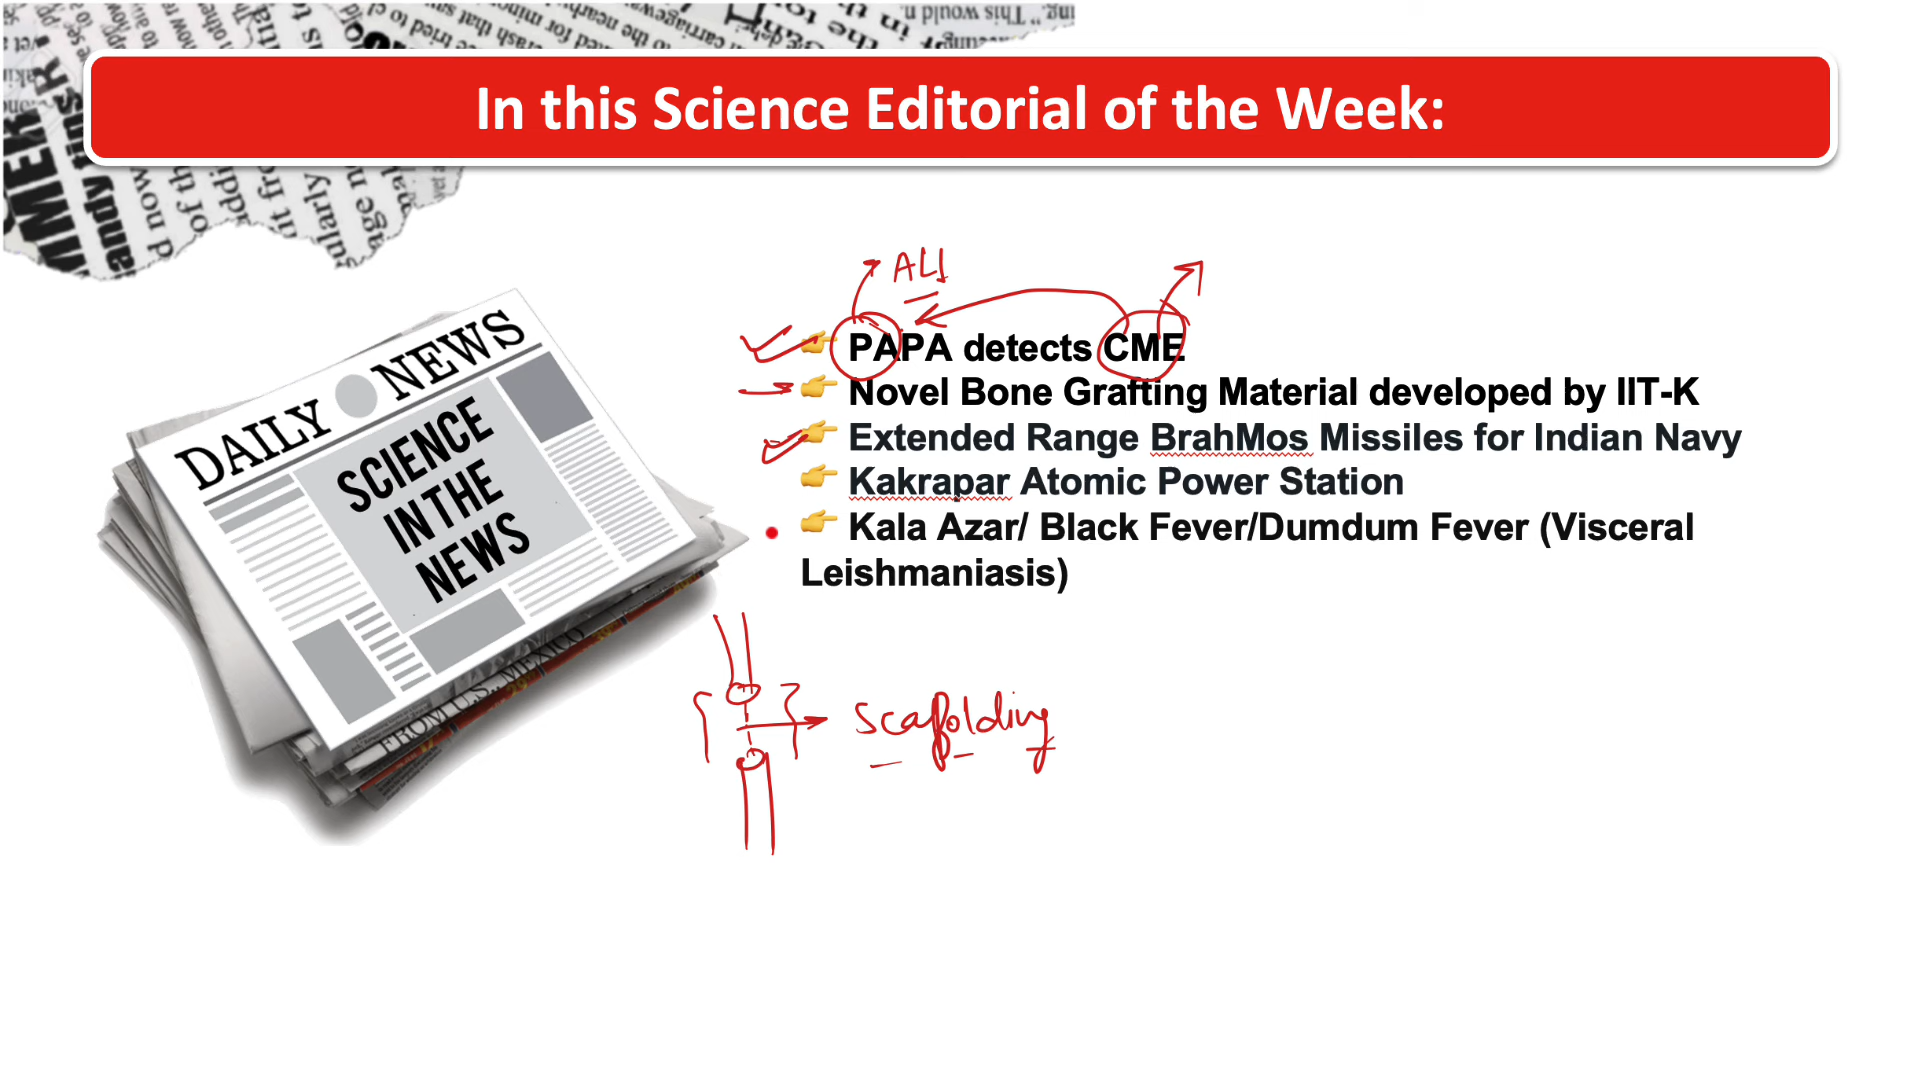 In this Science Editorial of the Week:
ALI
👉 PAPA detects CME
👉 Novel Bone Grafting Material developed by IIT-K
👉 Extended Range BrahMos Missiles for Indian Navy
👉 Kakrapar Atomic Power Station
👉 Kala Azar/ Black Fever/Dumdum Fever (Visceral
Leishmaniasis)
DAILY NEWS
SCIENCE
IN THE
NEWS
FROM U.S., MEXICO
scaffolding